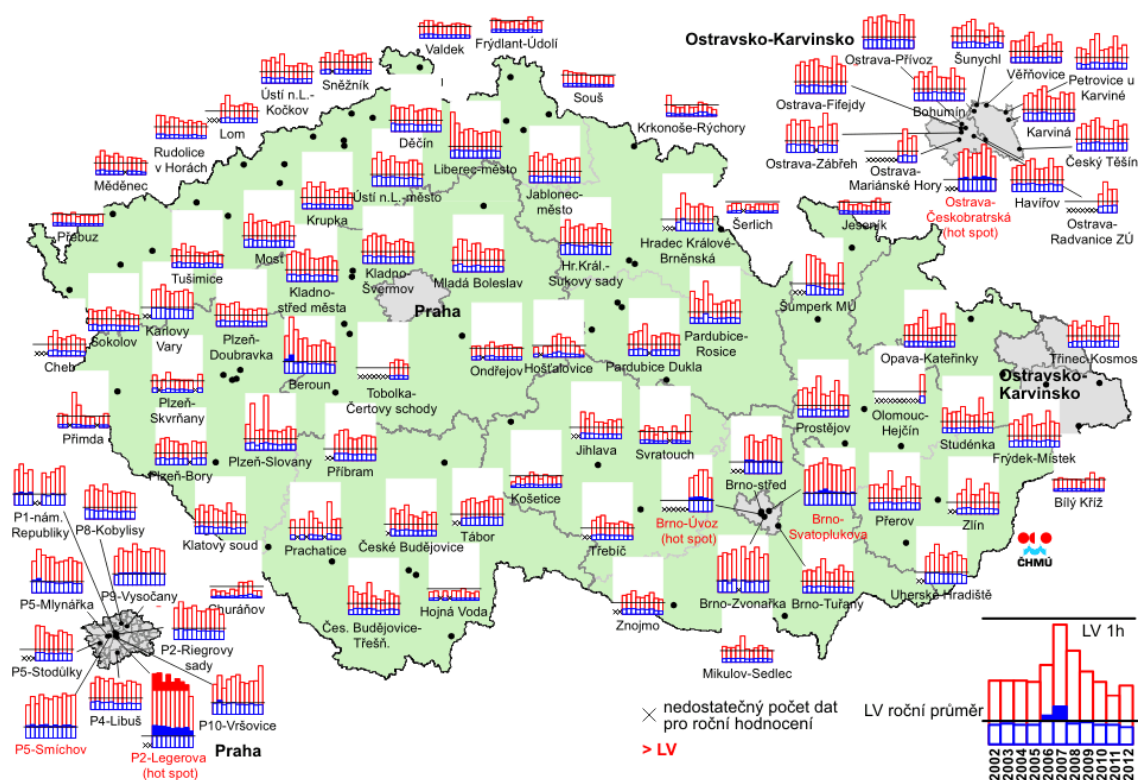 Valdek
Frýdlant-Údolí
Sněžník
Ústí n.L.-
Kočkov
Souš
Lom
Rudolice
v Horách
Krkonoše-Rýchory
Měděnec
Děčín
Liberec-město
Ústí n.L.-město
Jablonec-
město
Krupka
Přebuz
Šerlich
Jeseník
Hradec Králové-
Brněnská
Most
Tušimice
Kladno-
Švermov
Mladá Boleslav
Hr.Král.-
Sukovy sady
Kladno-
střed města
Šumperk MÚ
Praha
Sokolov
Karlovy
Vary
Plzeň-
Doubravka
Pardubice-
Rosice
Cheb
Beroun
Ondřejov
Hošťalovice
Pardubice Dukla
Opava-Kateřinky
Třinec-Kosmos
Tobolka-
Čertovy schody
Plzeň-
Skvrňany
Ostravsko-
Karvinsko
Olomouc-
Hejčín
Prostějov
Studénka
Přimda
Plzeň-Slovany
Příbram
Jihlava
Svratouch
Frýdek-Místek
Plzeň-Bory
Brno-střed
Košetice
Bílý Kříž
Přerov
Zlín
Brno-Úvoz
(hot spot)
Brno-
Svatoplukova
Klatovy soud
Prachatice
České Budějovice
Tábor
Třebíč
ČHMÚ
Uherské Hradiště
Brno-Zvonařka
Brno-Tuřany
Churáňov
Čes. Budějovice-
Třešň.
Hojná Voda
Znojmo
Mikulov-Sedlec
Ostravsko-Karvinsko
Ostrava-Přívoz
Šunychl
Věřňovice
Petrovice u
Karviné
Ostrava-Fifejdy
Bohumín
Karviná
Ostrava-Zábřeh
Ostrava-
Mariánské Hory
Český Těšín
Ostrava-
Českobratrská
(hot spot)
Havířov
Ostrava-
Radvanice ZÚ
P1-nám.
Republiky
P8-Kobylisy
P5-Mlynářka
P9-Vysočany
P2-Riegrovy
sady
P5-Stodůlky
P4-Libuš
P10-Vršovice
P5-Smíchov
P2-Legerova
(hot spot)
Praha
nedostatečný počet dat
pro roční hodnocení
> LV
LV 1h
LV roční průměr
2002
2003
2004
2005
2006
2007
2008
2009
2010
2011
2012